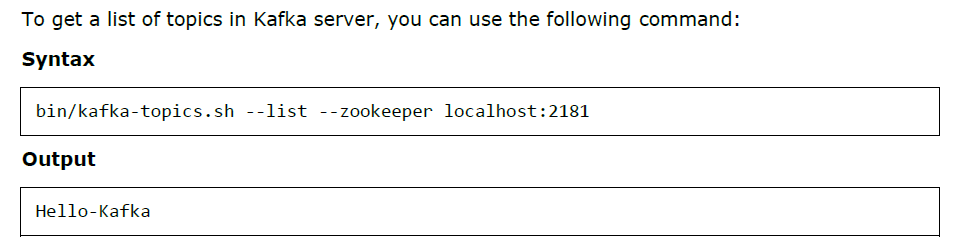 To get a list of topics in Kafka server, you can use the following command:
Syntax
bin/kafka-topics.sh --list --zookeeper localhost:2181
Output
Hello-Kafka